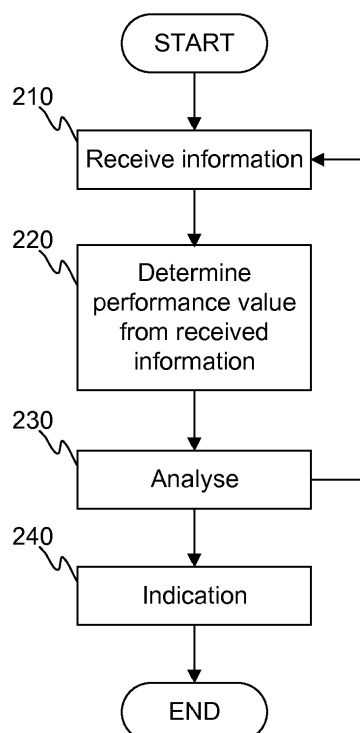 START
210
Receive information
220
Determine
performance value
from received
information
230
Analyse
240
Indication
END